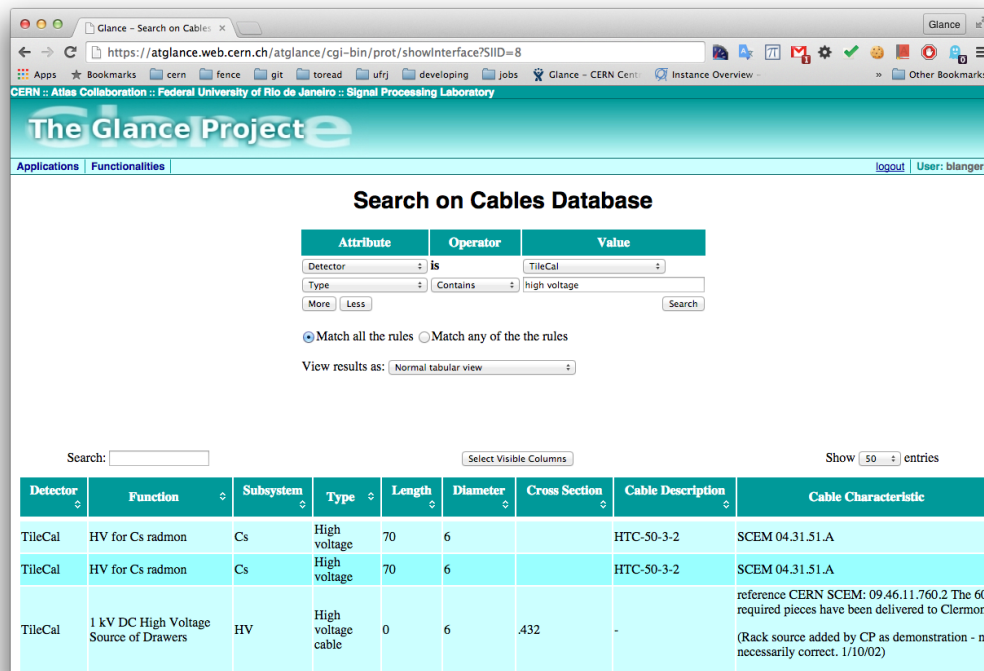 Glance – Search on Cables ×
Glance
https://atglance.web.cern.ch/atglance/cgi-bin/prot/showInterface?SIID=8
Apps Bookmarks cern fence git toread ufrj developing jobs Glance – CERN Cent Instance Overview » Other Bookmarks
CERN :: Atlas Collaboration :: Federal University of Rio de Janeiro :: Signal Processing Laboratory
The Glance Project
Applications Functionalities logout User: blanger
Search on Cables Database
Attribute Operator Value
Detector is TileCal
Type Contains high voltage
More Less Search
Match all the rules Match any of the the rules
View results as: Normal tabular view
Search: Select Visible Columns Show 50 entries
Detector Function Subsystem Type Length Diameter Cross Section Cable Description Cable Characteristic
TileCal HV for Cs radmon Cs High voltage 70 6 HTC-50-3-2 SCEM 04.31.51.A
TileCal HV for Cs radmon Cs High voltage 70 6 HTC-50-3-2 SCEM 04.31.51.A
TileCal 1 kV DC High Voltage Source of Drawers HV High voltage cable 0 6 .432 -
reference CERN SCEM: 09.46.11.760.2 The 60
required pieces have been delivered to Clermon
(Rack source added by CP as demonstration - n
necessarily correct. 1/10/02)